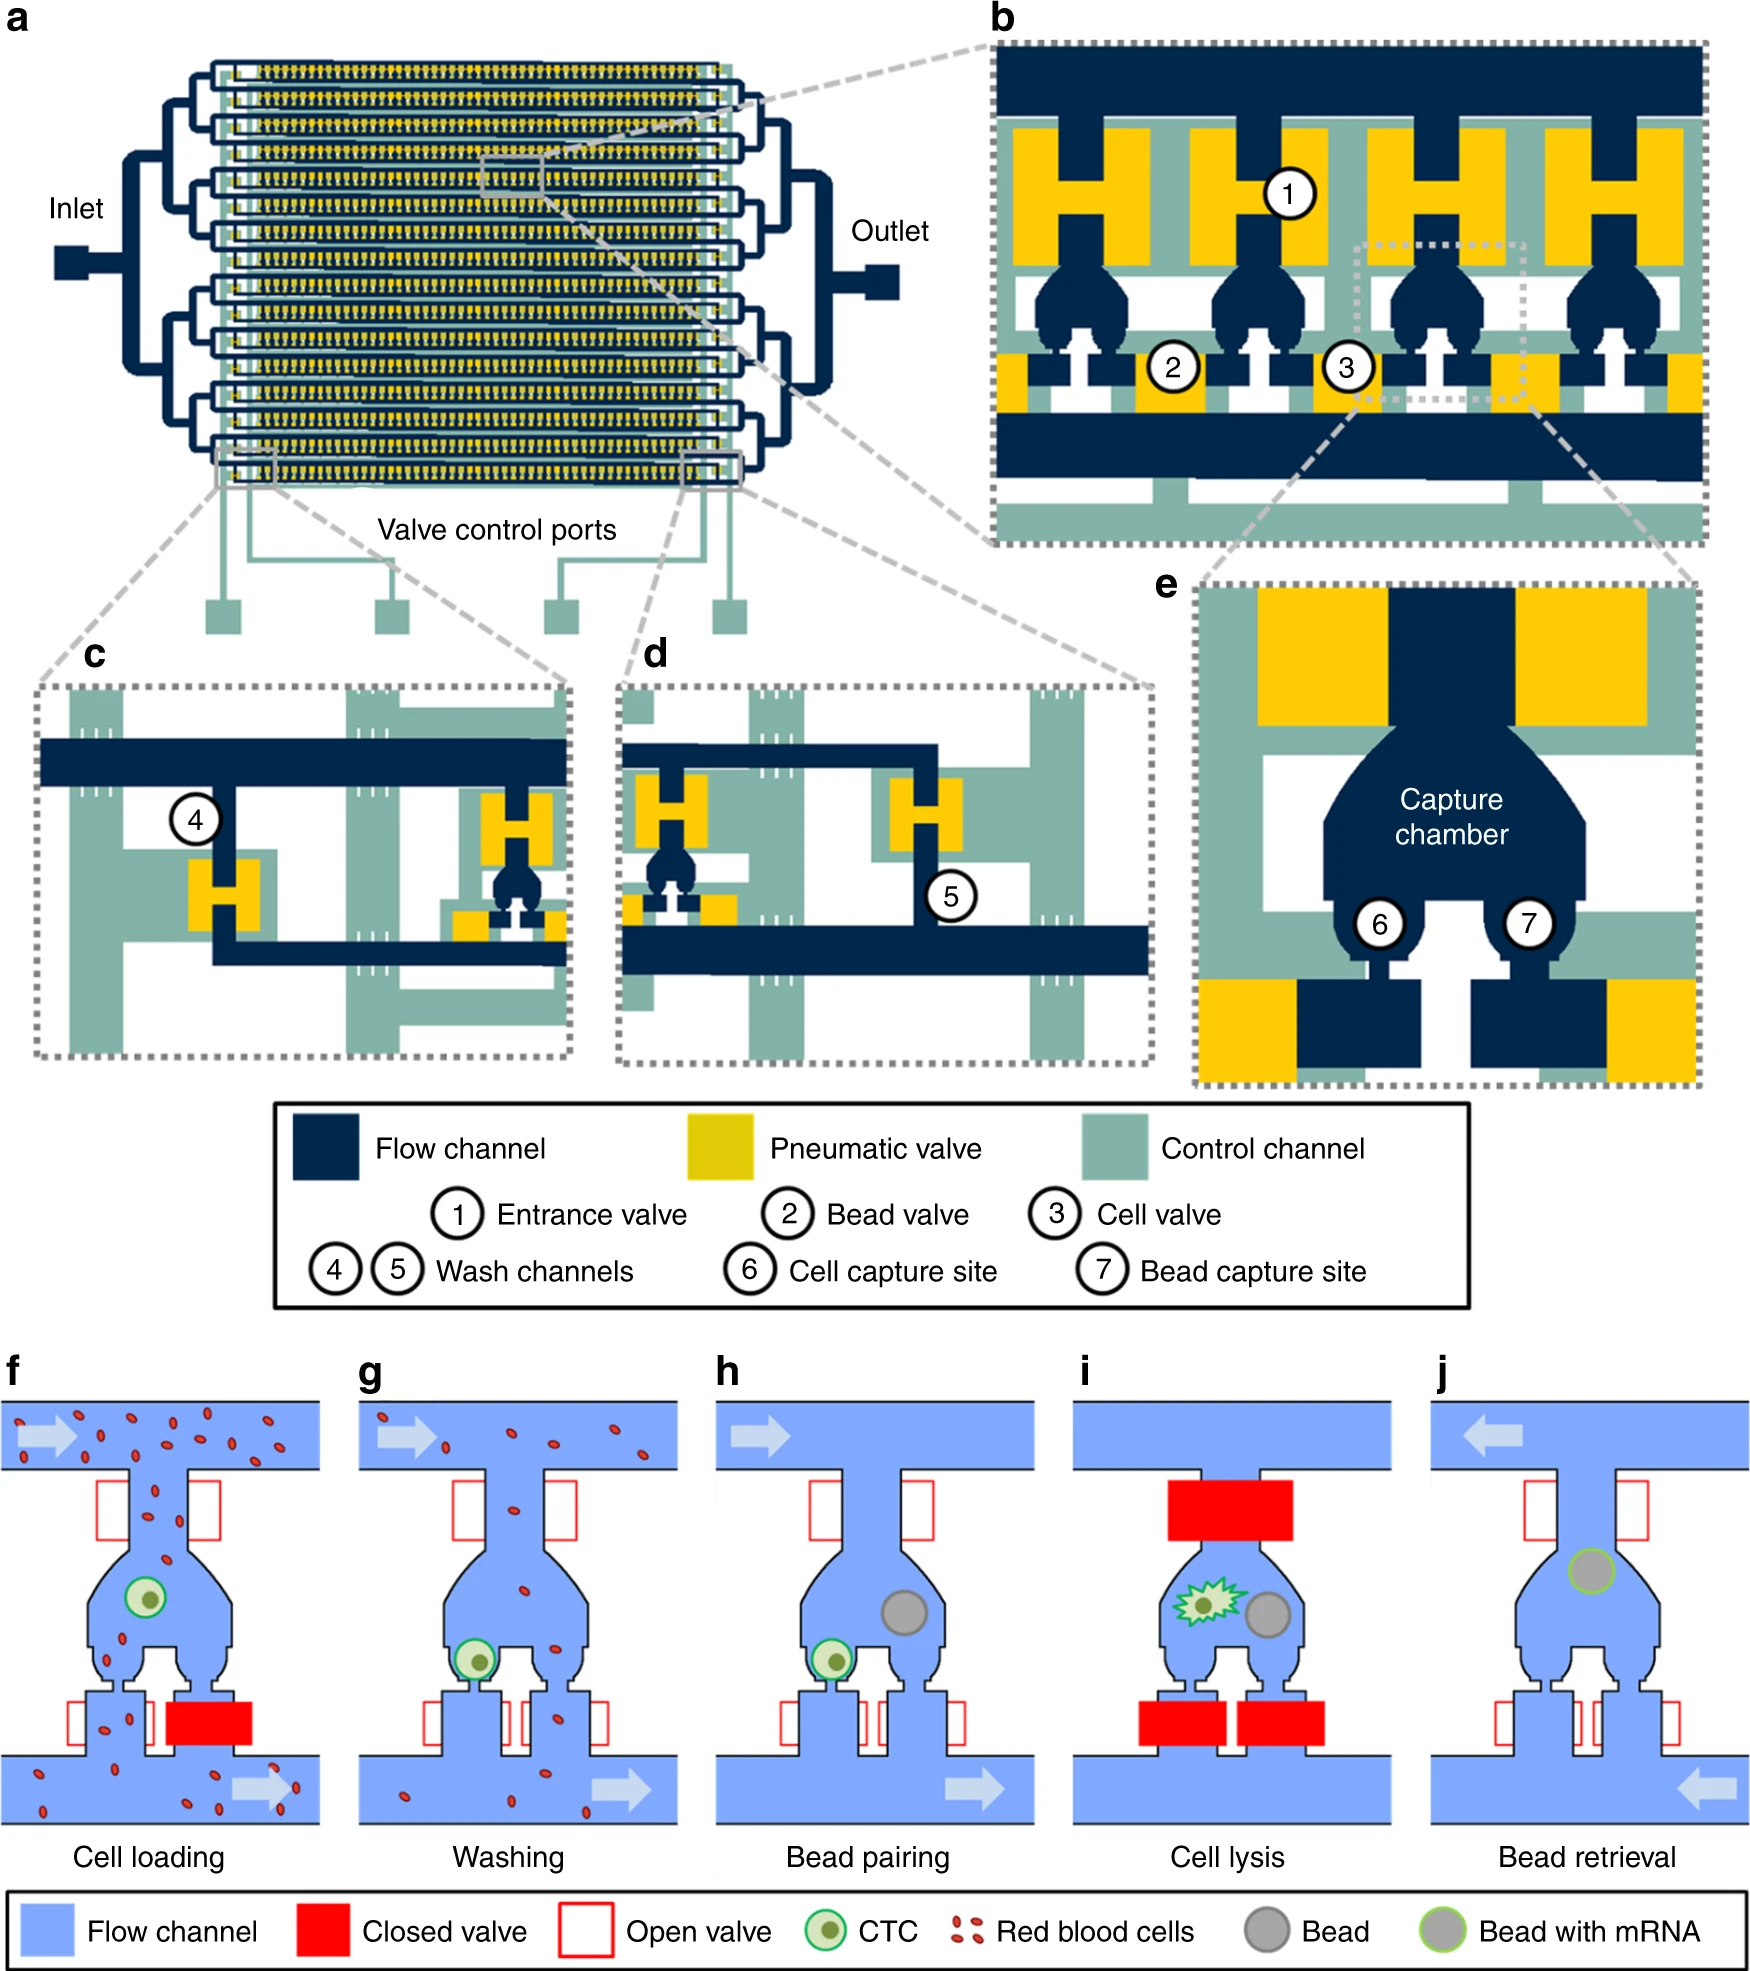 a
b
Inlet
Outlet
1
2
3
Valve control ports
c
d
e
4
5
Capture
chamber
6
7
Flow channel
Pneumatic valve
Control channel
1 Entrance valve
2 Bead valve
3 Cell valve
4 5 Wash channels
6 Cell capture site
7 Bead capture site
f
g
h
i
j
Cell loading
Washing
Bead pairing
Cell lysis
Bead retrieval
Flow channel
Closed valve
Open valve
CTC
Red blood cells
Bead
Bead with mRNA